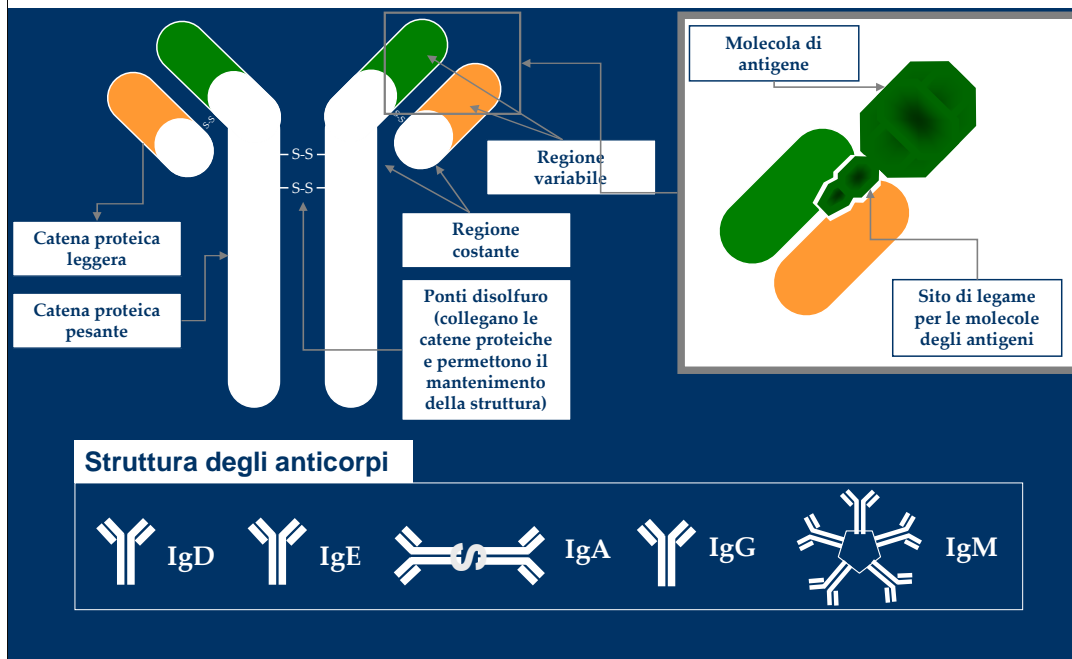 Molecola di
antigene
S-S
S-S
S-S
S-S
Regione
variabile
Catena proteica
leggera
Regione
costante
Catena proteica
pesante
Ponti disolfuro
(collegano le
catene proteiche
e permettono il
mantenimento
della struttura)
Sito di legame
per le molecole
degli antigeni
Struttura degli anticorpi
IgD
IgE
IgA
IgG
IgM